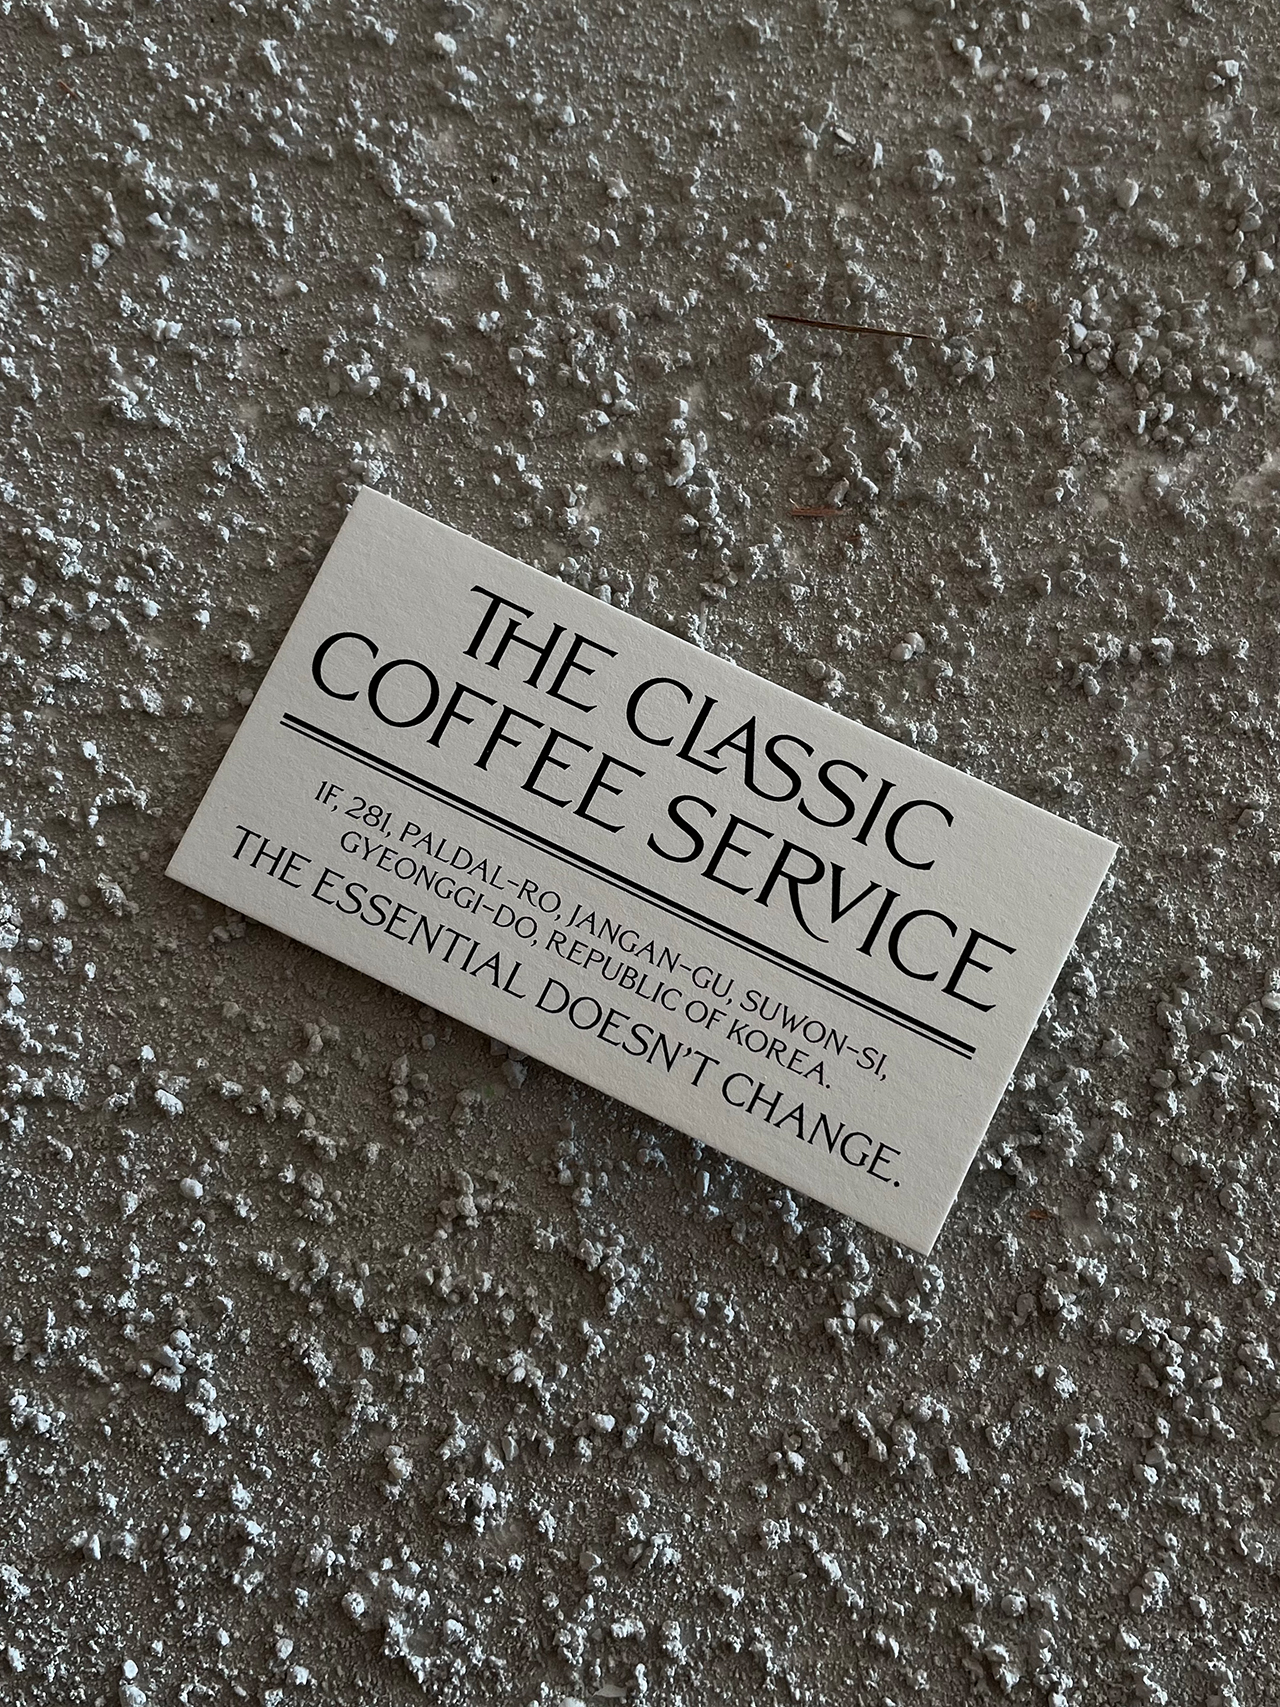 THE CLASSIC
COFFEE SERVICE
1F, 281, PALDAL-RO, JANGAN-GU, SUWON-SI,
GYEONGGI-DO, REPUBLIC OF KOREA.
THE ESSENTIAL DOESN'T CHANGE.